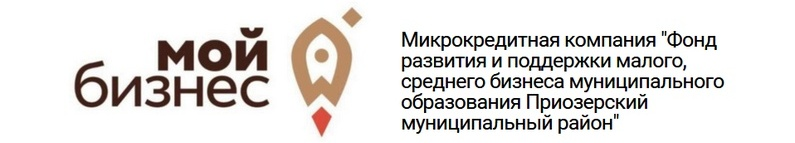 мой
бизнес
Микрокредитная компания "Фонд
развития и поддержки малого,
среднего бизнеса муниципального
образования Приозерский
муниципальный район"